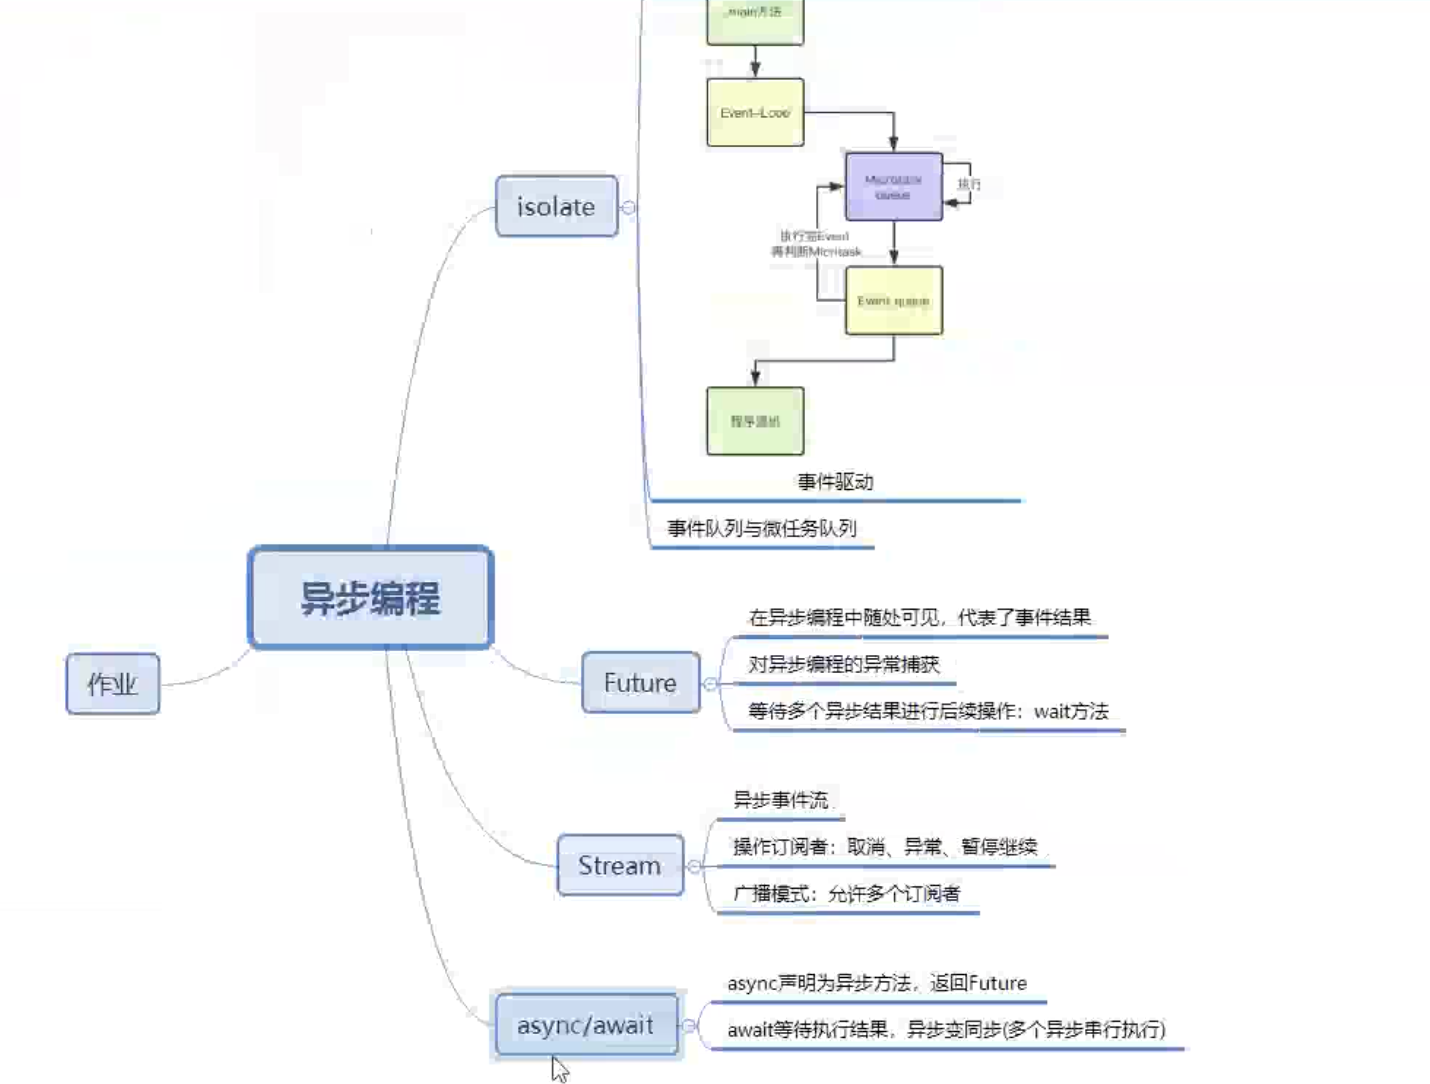 main方法
Event-Loop
Microtask
queue
执行
执行完Event
再判断Micritask
Event queue
程序退出
isolate
事件驱动
事件队列与微任务队列
异步编程
作业
Future
在异步编程中随处可见，代表了事件结果
对异步编程的异常捕获
等待多个异步结果进行后续操作：wait方法
Stream
异步事件流
操作订阅者：取消、异常、暂停继续
广播模式：允许多个订阅者
async/await
async声明为异步方法，返回Future
await等待执行结果，异步变同步(多个异步串行执行)